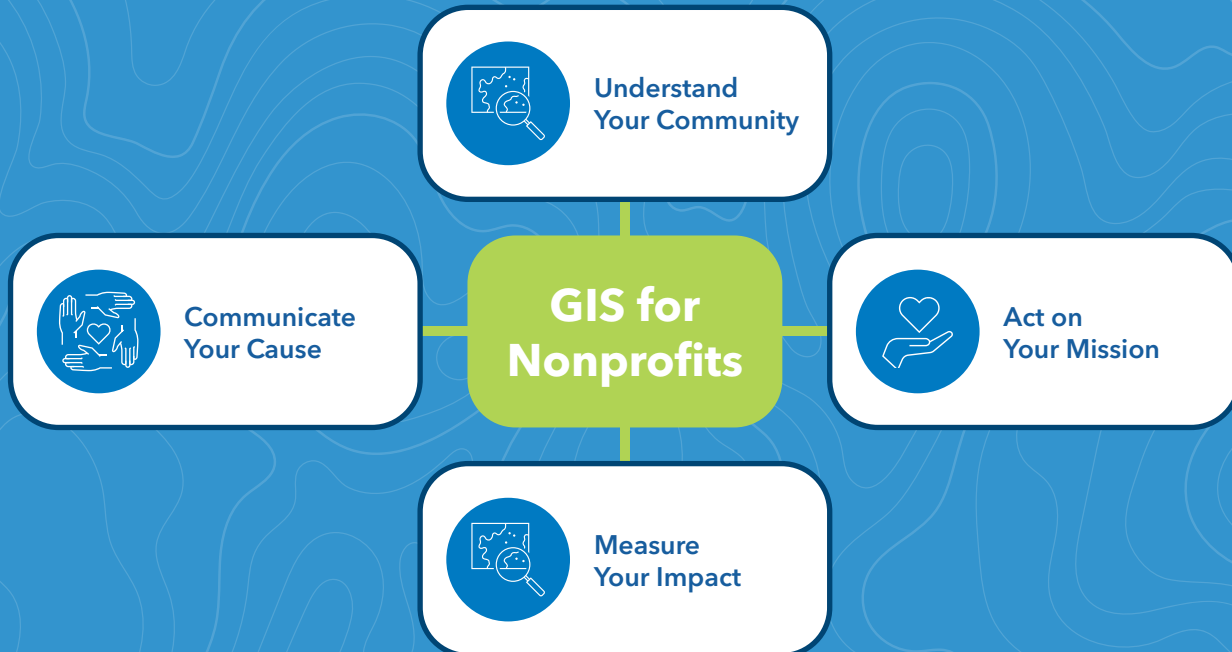 Understand
Your Community
Communicate
Your Cause
GIS for
Nonprofits
Act on
Your Mission
Measure
Your Impact